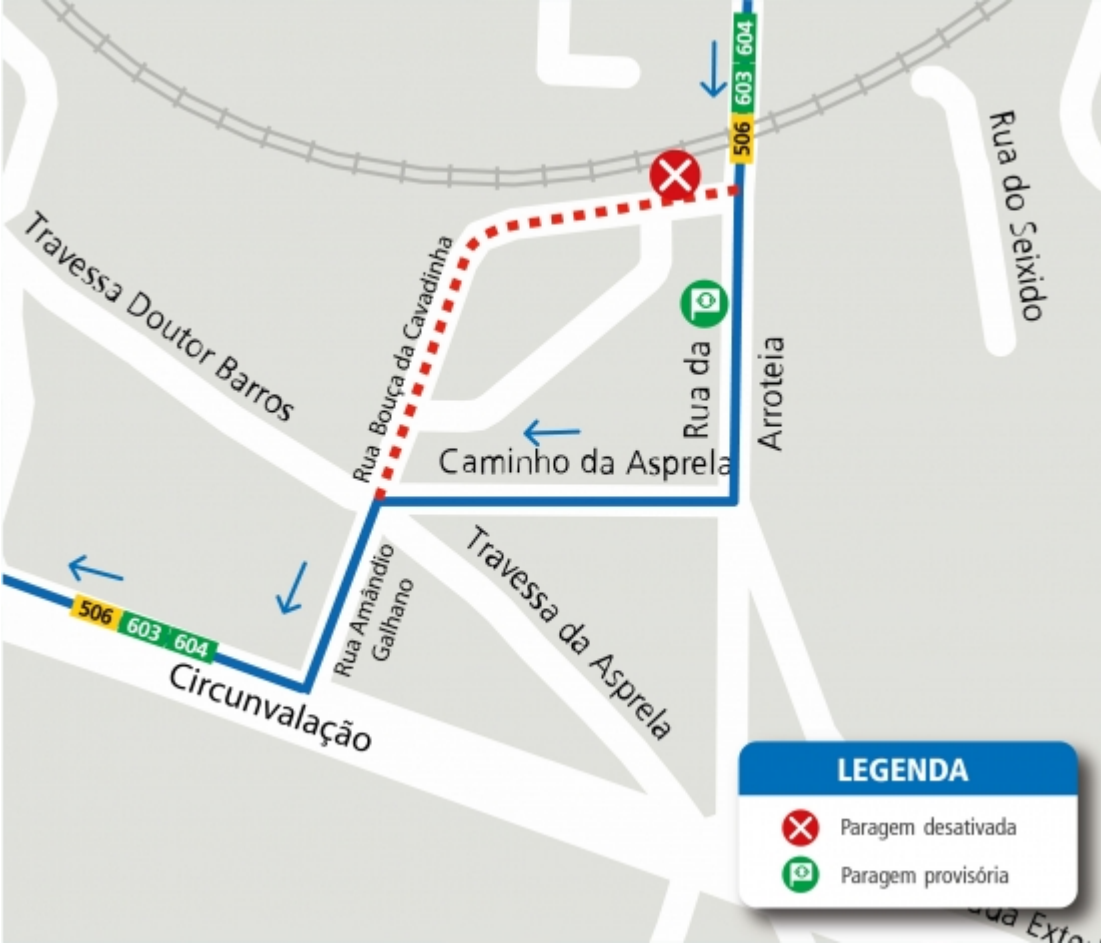 604
603
506
Rua do Seixido
Travessa Doutor Barros
Rua Bouça da Cavadinha
Rua da
Arroteia
Caminho da Asprela
Travessa da Asprela
Rua Amândio
Galhano
506 603 604
Circunvalação
LEGENDA
Paragem desativada
Paragem provisória